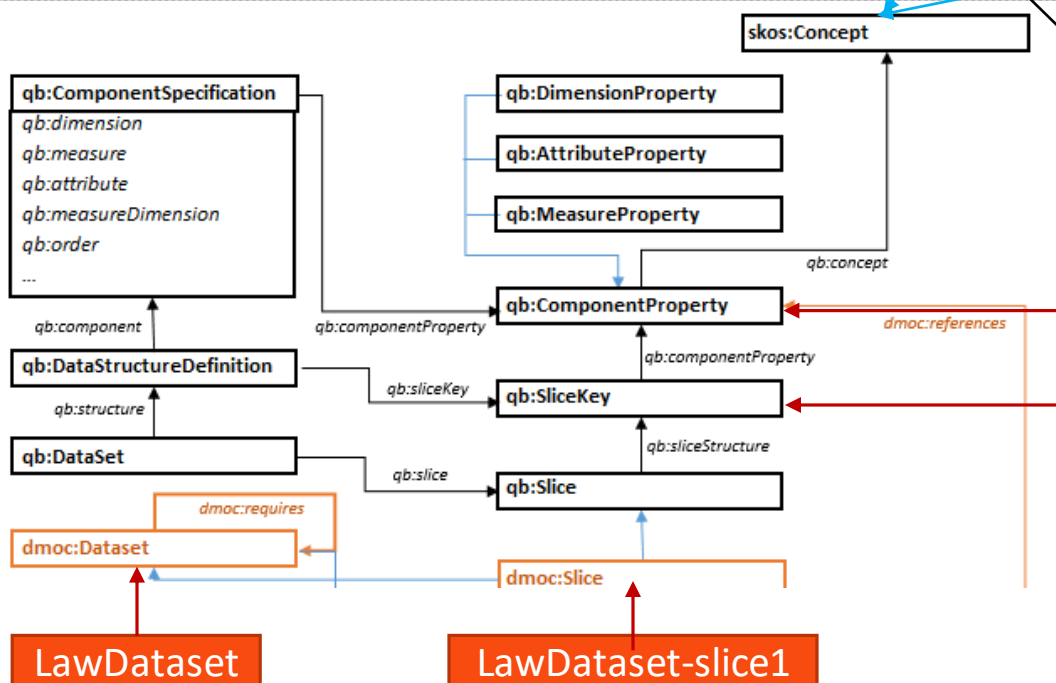 skos:Concept
qb:ComponentSpecification
qb:dimension
qb:measure
qb:attribute
qb:measureDimension
qb:order
...
qb:DimensionProperty
qb:AttributeProperty
qb:MeasureProperty
qb:concept
qb:ComponentProperty
qb:component
qb:componentProperty
dmoc:references
qb:DataStructureDefinition
qb:componentProperty
qb:sliceKey
qb:SliceKey
qb:structure
qb:DataSet
qb:sliceStructure
qb:slice
qb:Slice
dmoc:requires
dmoc:Dataset
dmoc:Slice
LawDataset
LawDataset-slice1